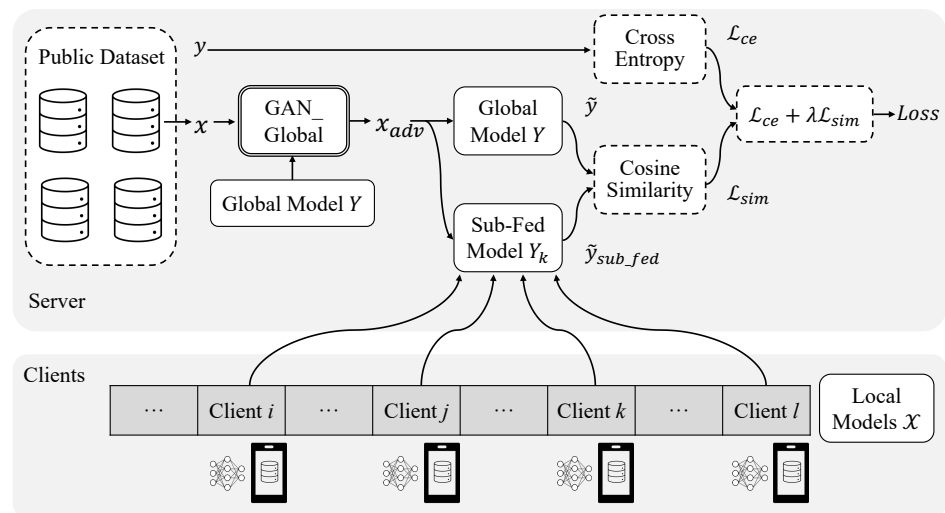 Public Dataset
y
Cross
Entropy
ℒ_ce
x
GAN_
Global
x_adv
Global
Model Y
ỹ
ℒ_ce + λℒ_sim
Loss
Cosine
Similarity
ℒ_sim
Global Model Y
Sub-Fed
Model Y_k
ỹ_sub_fed
Server
Clients
... Client i ... Client j ... Client k ... Client l
Local
Models 𝒳